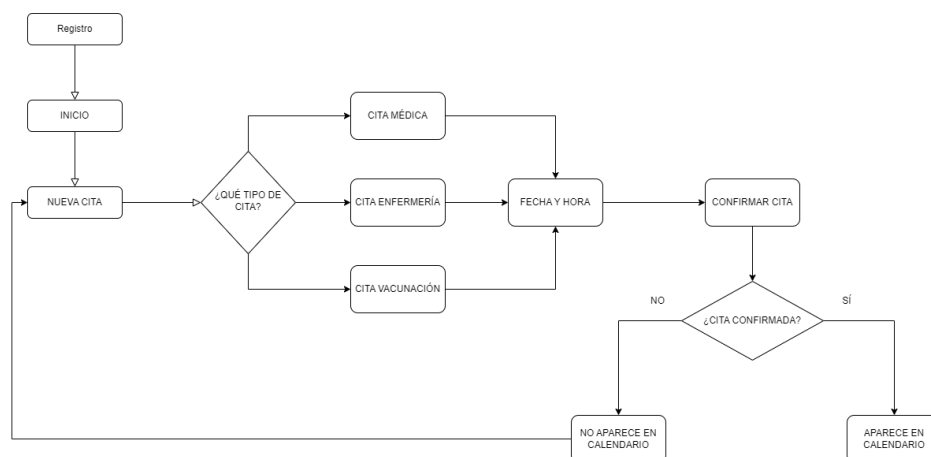 Registro
INICIO
NUEVA CITA
¿QUÉ TIPO DE
CITA?
CITA MÉDICA
CITA ENFERMERÍA
CITA VACUNACIÓN
FECHA Y HORA
CONFIRMAR CITA
¿CITA CONFIRMADA?
NO
SÍ
NO APARECE EN
CALENDARIO
APARECE EN
CALENDARIO